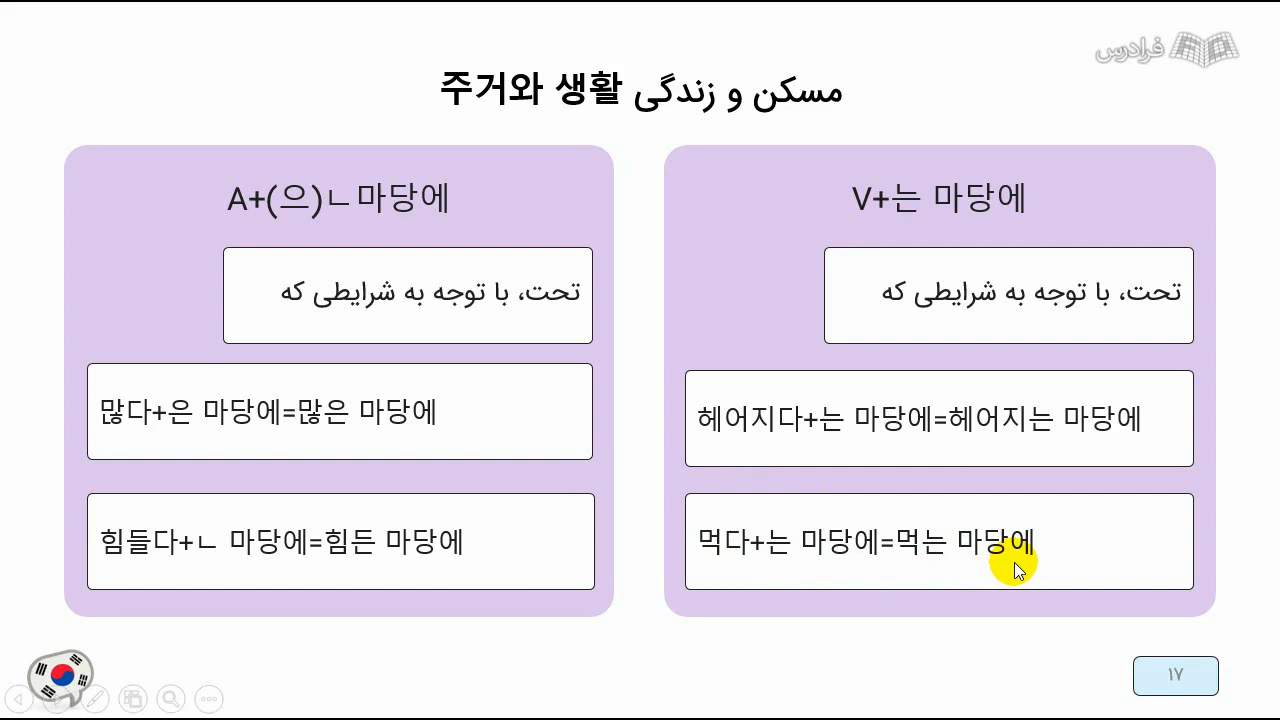 فرادرس
مسکن و زندگی 주거와 생활
V+는 마당에
تحت، با توجه به شرایطی که
헤어지다+는 마당에=헤어지는 마당에
먹다+는 마당에=먹는 마당에
A+(으)ㄴ마당에
تحت، با توجه به شرایطی که
많다+은 마당에=많은 마당에
힘들다+ㄴ 마당에=힘든 마당에
۱۷